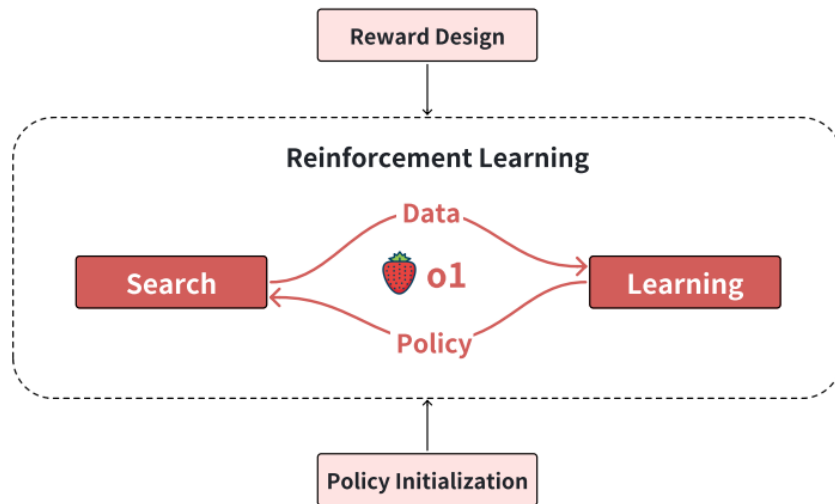 Reward Design
Reinforcement Learning
Data
Search
o1
Learning
Policy
Policy Initialization